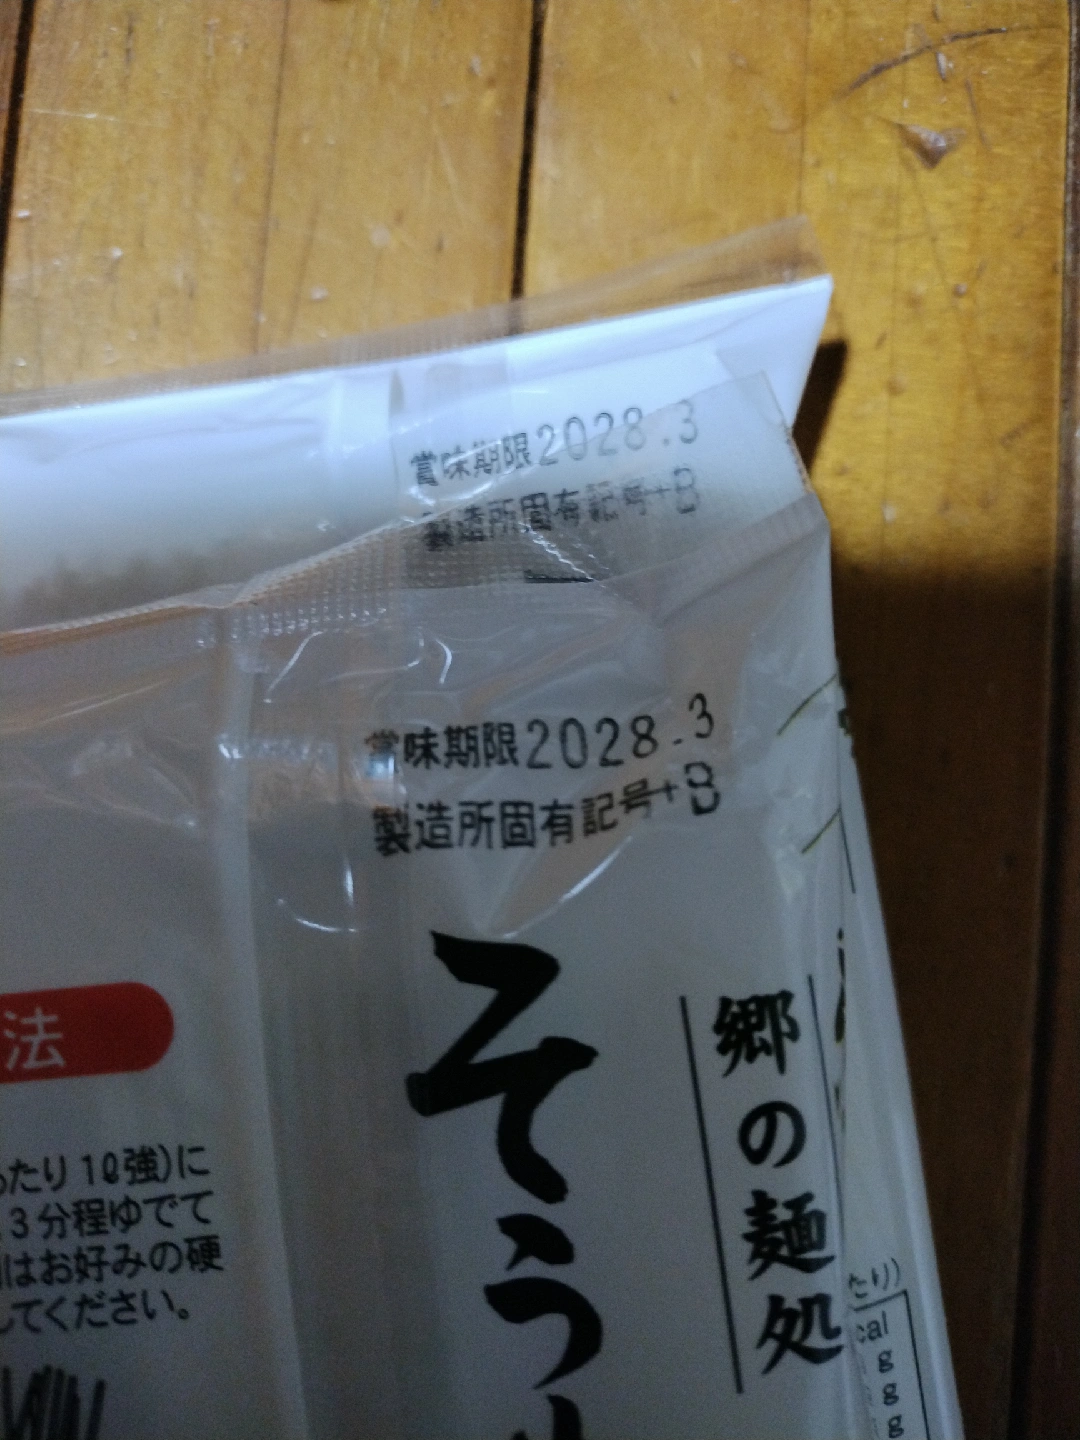 賞味期限2028.3
製造所固有記号+B
賞味期限2028.3
製造所固有記号+B
そう
郷の麺処
法
たり1ℓ強)に
3分程ゆでて
はお好みの硬
してください。
たり)
cal
g
g
g